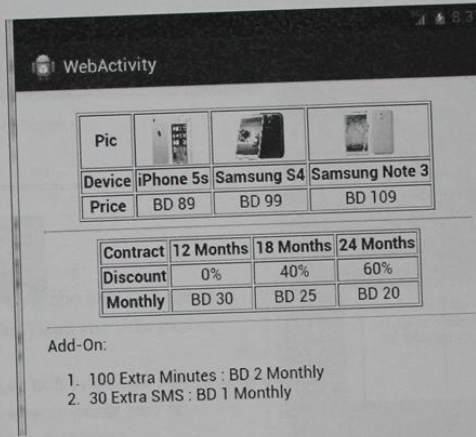 8:3
WebActivity
Pic
Device iPhone 5s Samsung S4 Samsung Note 3
Price BD 89 BD 99 BD 109
Contract 12 Months 18 Months 24 Months
Discount 0% 40% 60%
Monthly BD 30 BD 25 BD 20
Add-On:
1. 100 Extra Minutes : BD 2 Monthly
2. 30 Extra SMS : BD 1 Monthly